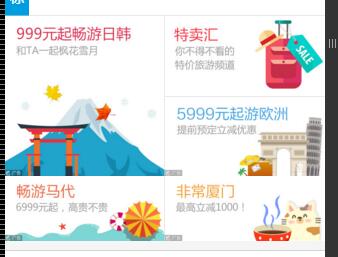 999元起畅游日韩
和TA一起枫花雪月
特卖汇
你不得不看的
特价旅游频道
SALE
5999元起游欧洲
提前预定立减优惠
畅游马代
6999元起，高贵不贵
非常厦门
最高立减1000！